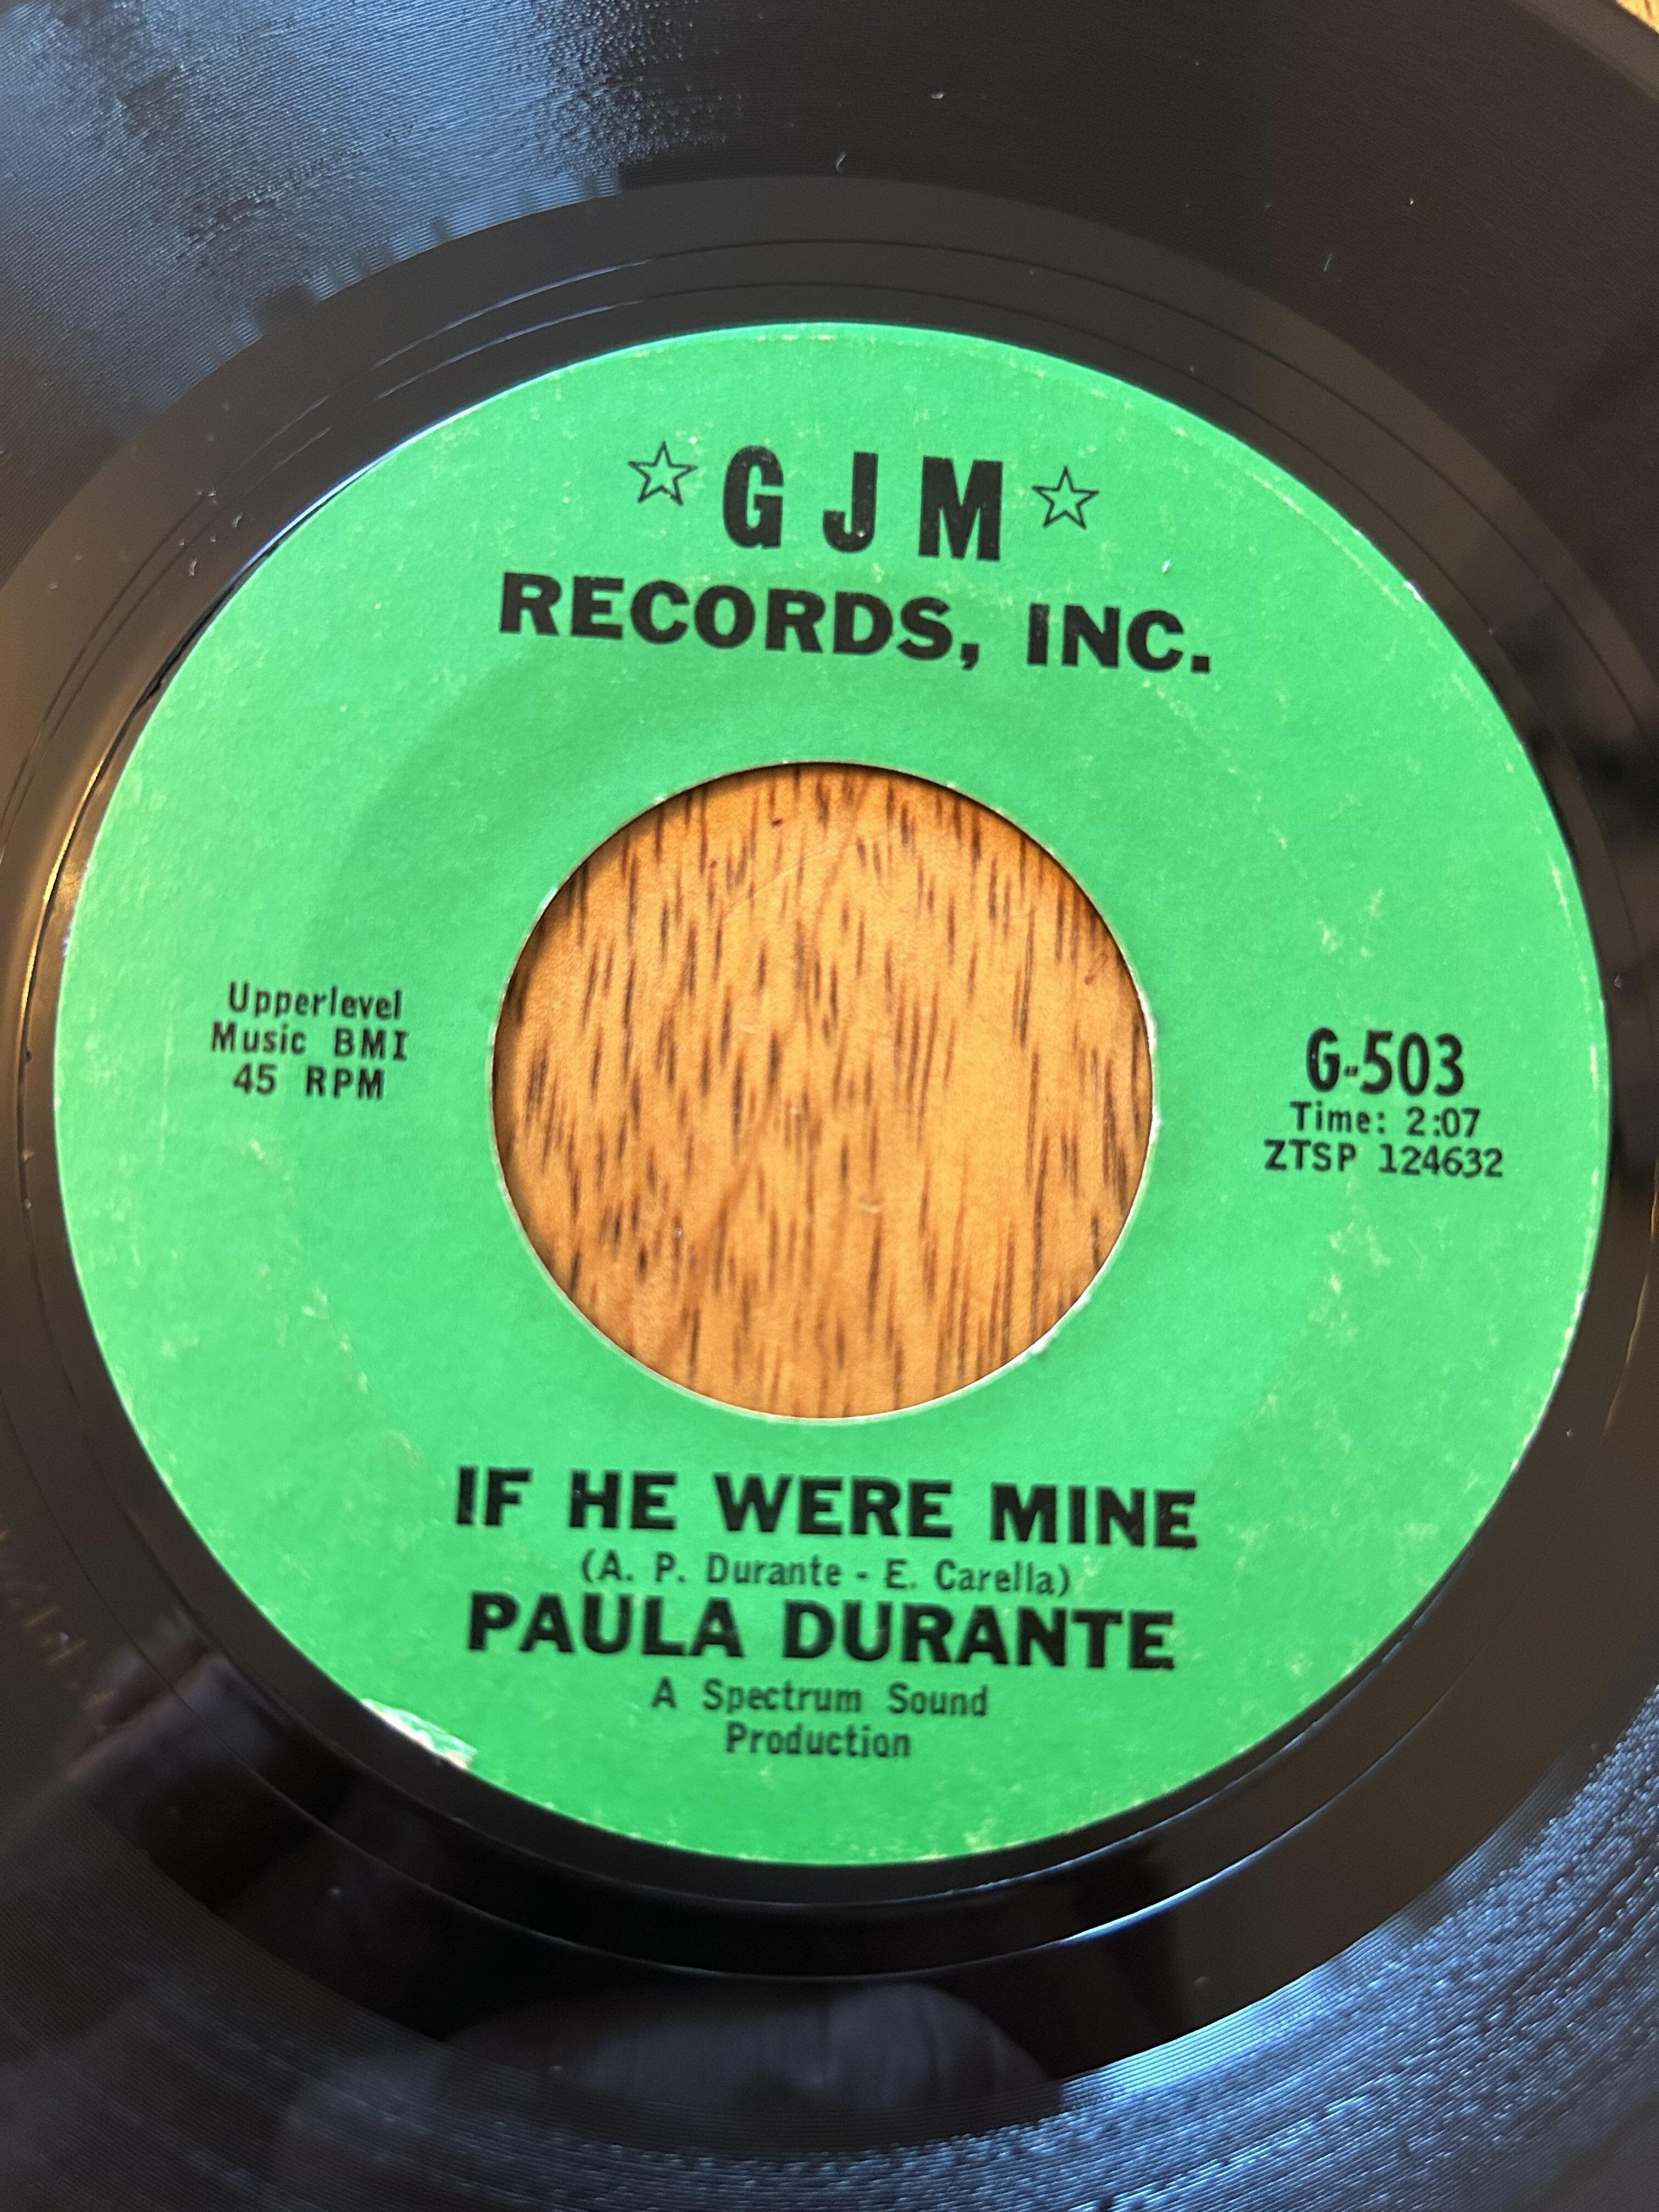 ☆ G J M ☆
RECORDS, INC.
Upperlevel
Music BMI
45 RPM
G-503
Time: 2:07
ZTSP 124632
IF HE WERE MINE
(A. P. Durante - E. Carella)
PAULA DURANTE
A Spectrum Sound
Production